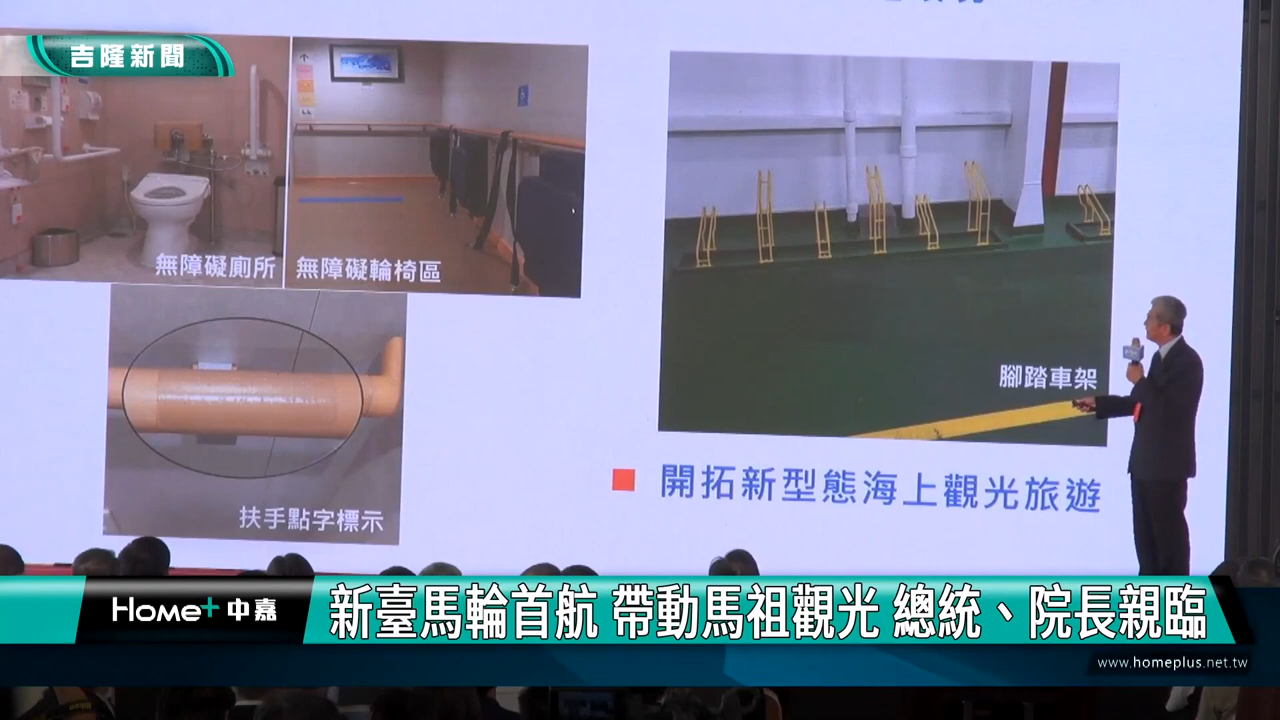 吉隆新聞
無障礙廁所
無障礙輪椅區
扶手點字標示
腳踏車架
開拓新型態海上觀光旅遊
Home+ 中嘉
新臺馬輪首航 帶動馬祖觀光 總統、院長親臨
www.homeplus.net.tw